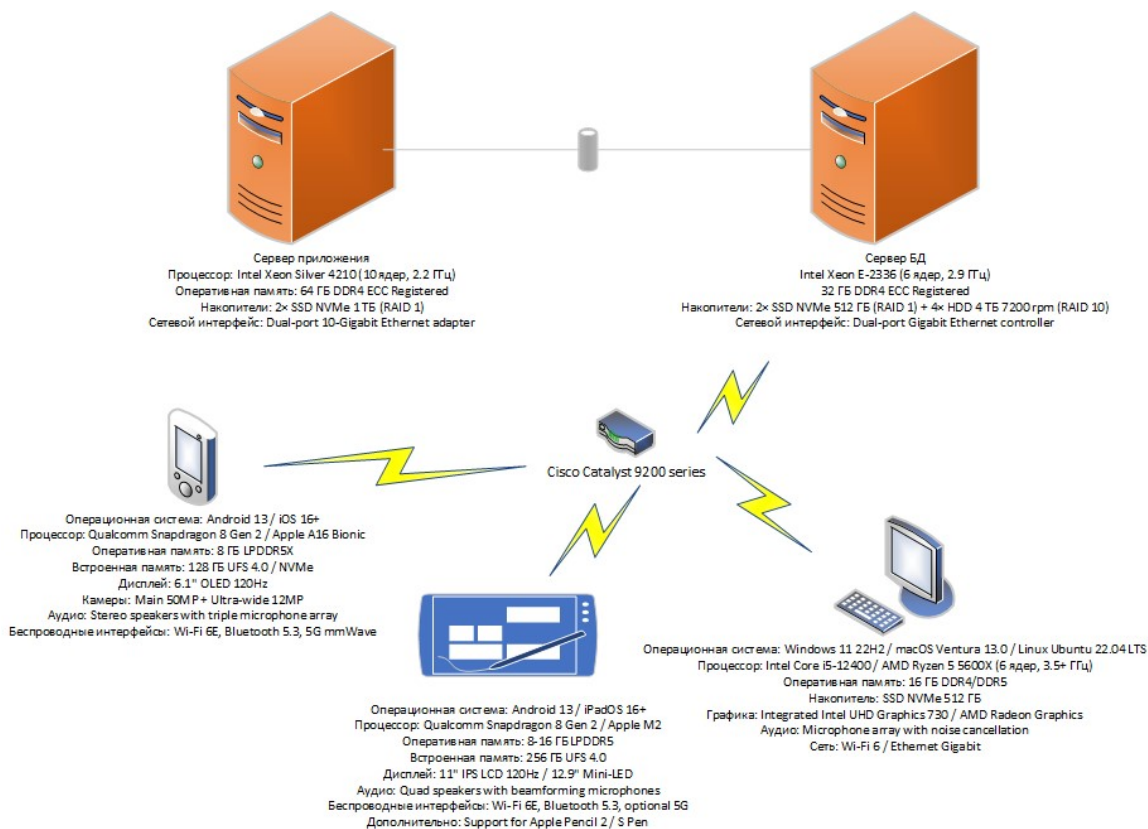 Сервер приложения
Процессор: Intel Xeon Silver 4210 (10 ядер, 2.2 ГГц)
Оперативная память: 64 ГБ DDR4 ECC Registered
Накопители: 2× SSD NVMe 1 ТБ (RAID 1)
Сетевой интерфейс: Dual-port 10-Gigabit Ethernet adapter
Сервер БД
Intel Xeon E-2336 (6 ядер, 2.9 ГГц)
32 ГБ DDR4 ECC Registered
Накопители: 2× SSD NVMe 512 ГБ (RAID 1) + 4× HDD 4 ТБ 7200 rpm (RAID 10)
Сетевой интерфейс: Dual-port Gigabit Ethernet controller
Cisco Catalyst 9200 series
Операционная система: Android 13 / iOS 16+
Процессор: Qualcomm Snapdragon 8 Gen 2 / Apple A16 Bionic
Оперативная память: 8 ГБ LPDDR5X
Встроенная память: 128 ГБ UFS 4.0 / NVMe
Дисплей: 6.1" OLED 120Hz
Камеры: Main 50MP + Ultra-wide 12MP
Аудио: Stereo speakers with triple microphone array
Беспроводные интерфейсы: Wi-Fi 6E, Bluetooth 5.3, 5G mmWave
Операционная система: Android 13 / iPadOS 16+
Процессор: Qualcomm Snapdragon 8 Gen 2 / Apple M2
Оперативная память: 8-16 ГБ LPDDR5
Встроенная память: 256 ГБ UFS 4.0
Дисплей: 11" IPS LCD 120Hz / 12.9" Mini-LED
Аудио: Quad speakers with beamforming microphones
Беспроводные интерфейсы: Wi-Fi 6E, Bluetooth 5.3, optional 5G
Дополнительно: Support for Apple Pencil 2 / S Pen
Операционная система: Windows 11 22H2 / macOS Ventura 13.0 / Linux Ubuntu 22.04 LTS
Процессор: Intel Core i5-12400 / AMD Ryzen 5 5600X (6 ядер, 3.5+ ГГц)
Оперативная память: 16 ГБ DDR4/DDR5
Накопитель: SSD NVMe 512 ГБ
Графика: Integrated Intel UHD Graphics 730 / AMD Radeon Graphics
Аудио: Microphone array with noise cancellation
Сеть: Wi-Fi 6 / Ethernet Gigabit